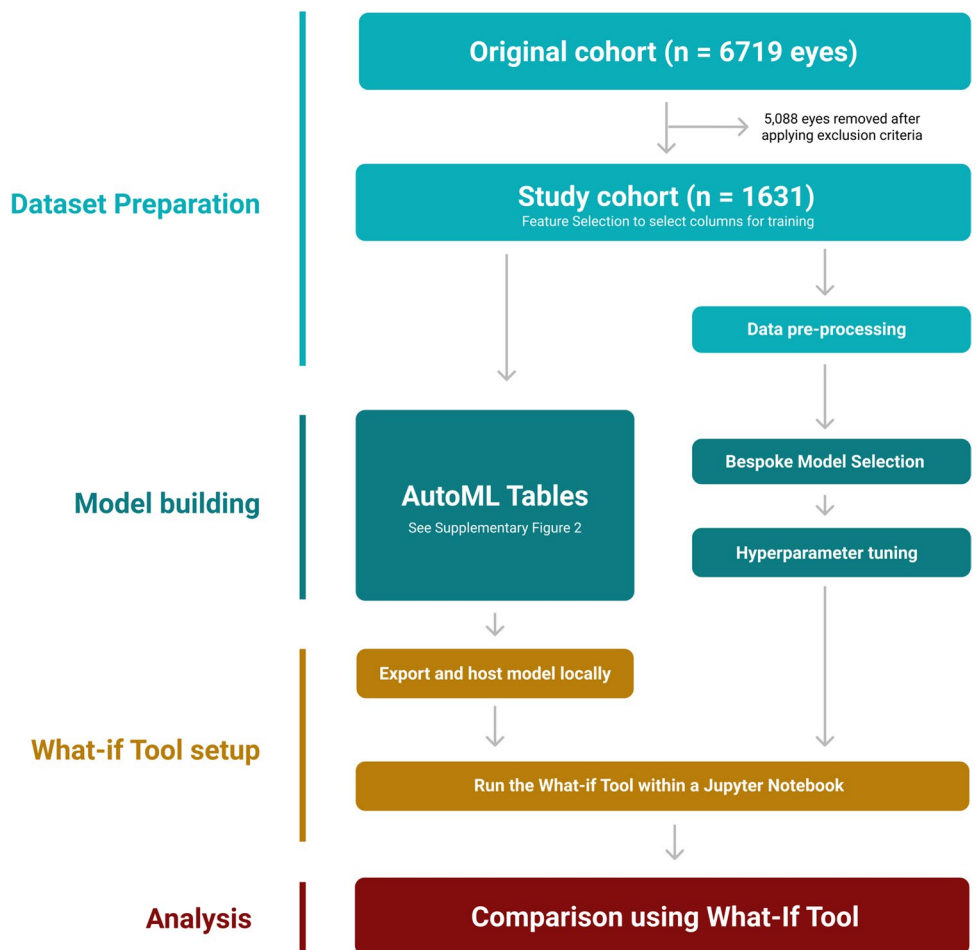 Original cohort (n = 6719 eyes)
5,088 eyes removed after
applying exclusion criteria
Dataset Preparation
Study cohort (n = 1631)
Feature Selection to select columns for training
Data pre-processing
Model building
AutoML Tables
See Supplementary Figure 2
Bespoke Model Selection
Hyperparameter tuning
What-if Tool setup
Export and host model locally
Run the What-if Tool within a Jupyter Notebook
Analysis
Comparison using What-If Tool